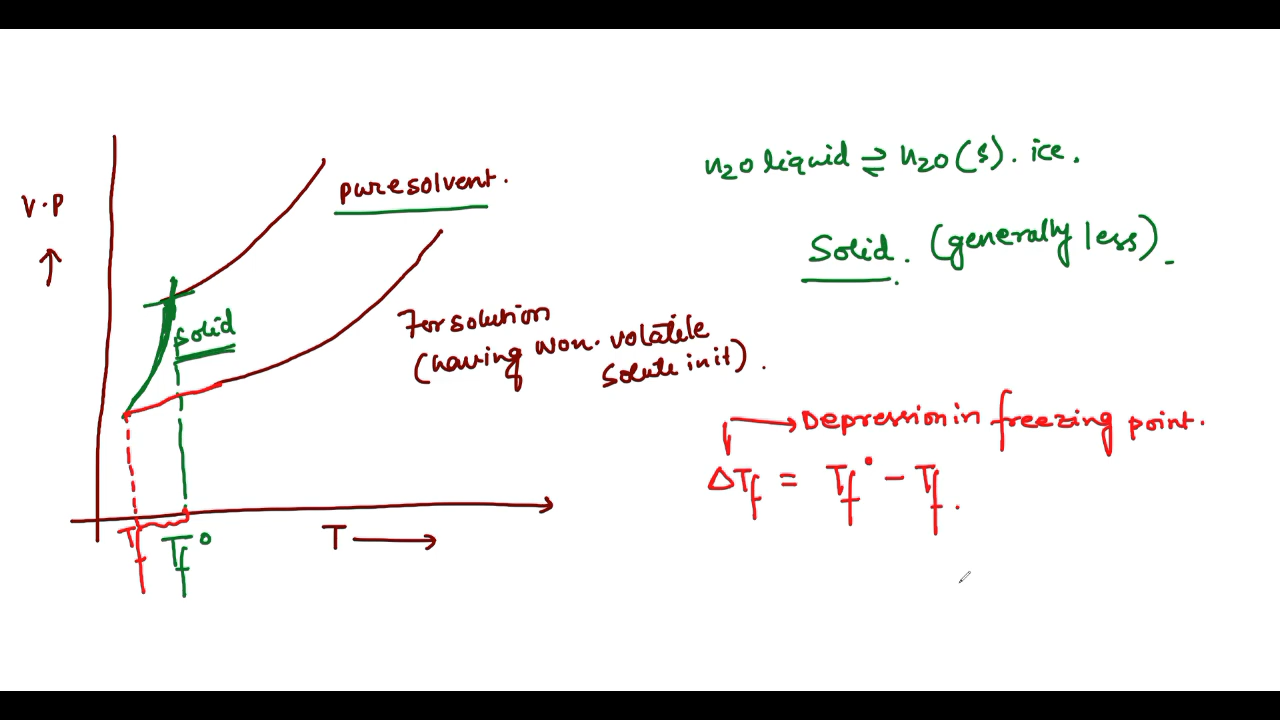 V.P
↑
pure solvent.
solid
For solution
(having non-volatile
solute in it).
Tf
Tf°
T →
H2O liquid ⇌ H2O(s). ice.
Solid. (generally less).
→ Depression in freezing point.
ΔTf = Tf° - Tf.